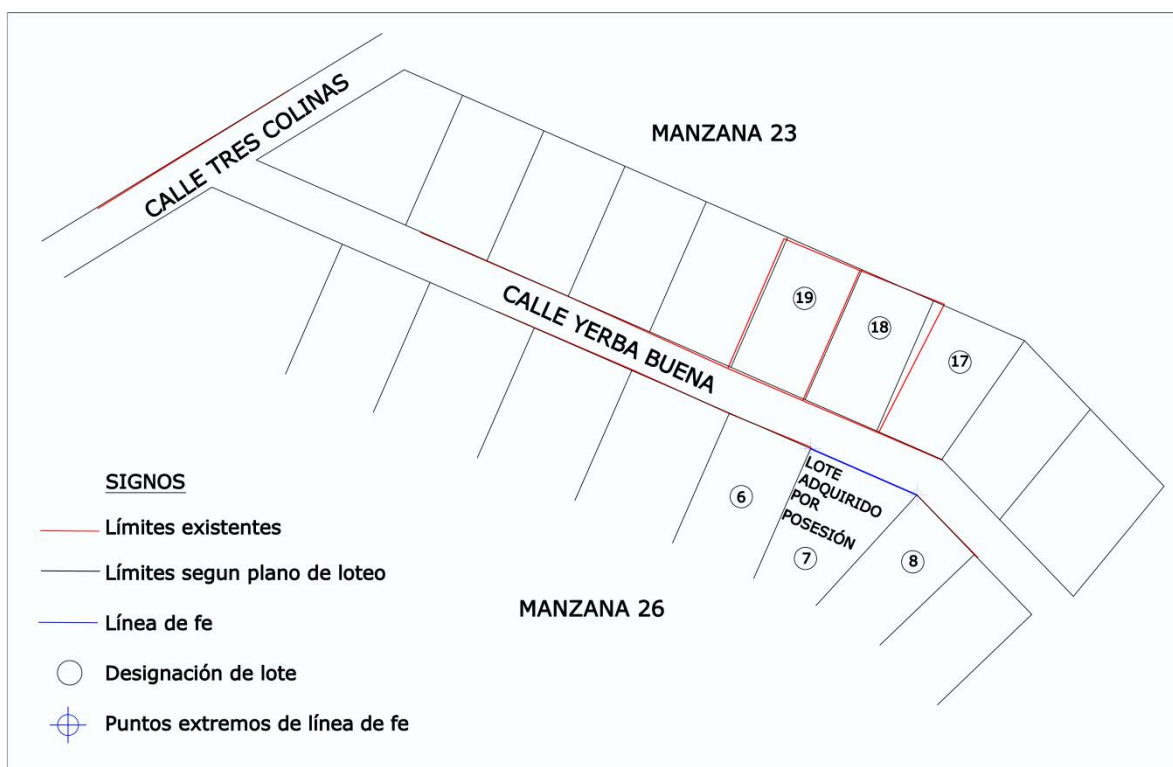 CALLE TRES COLINAS
MANZANA 23
CALLE YERBA BUENA
19
18
17
6
LOTE
ADQUIRIDO
POR
POSESIÓN
7
8
MANZANA 26
SIGNOS
Límites existentes
Límites segun plano de loteo
Línea de fe
Designación de lote
Puntos extremos de línea de fe